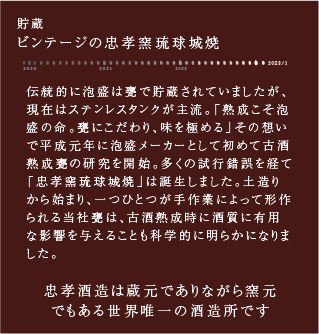 貯蔵
ビンテージの忠孝窯琉球城焼
2020 2021 2022 2023/1
伝統的に泡盛は甕で貯蔵されていましたが、
現在はステンレスタンクが主流。「熟成こそ泡
盛の命。甕にこだわり、味を極める」その想い
で平成元年に泡盛メーカーとして初めて古酒
熟成甕の研究を開始。多くの試行錯誤を経て
「忠孝窯琉球城焼」は誕生しました。土造り
から始まり、一つひとつが手作業によって形作
られる当社甕は、古酒熟成時に酒質に有用
な影響を与えることも科学的に明らかになりま
した。
忠孝酒造は蔵元でありながら窯元
でもある世界唯一の酒造所です